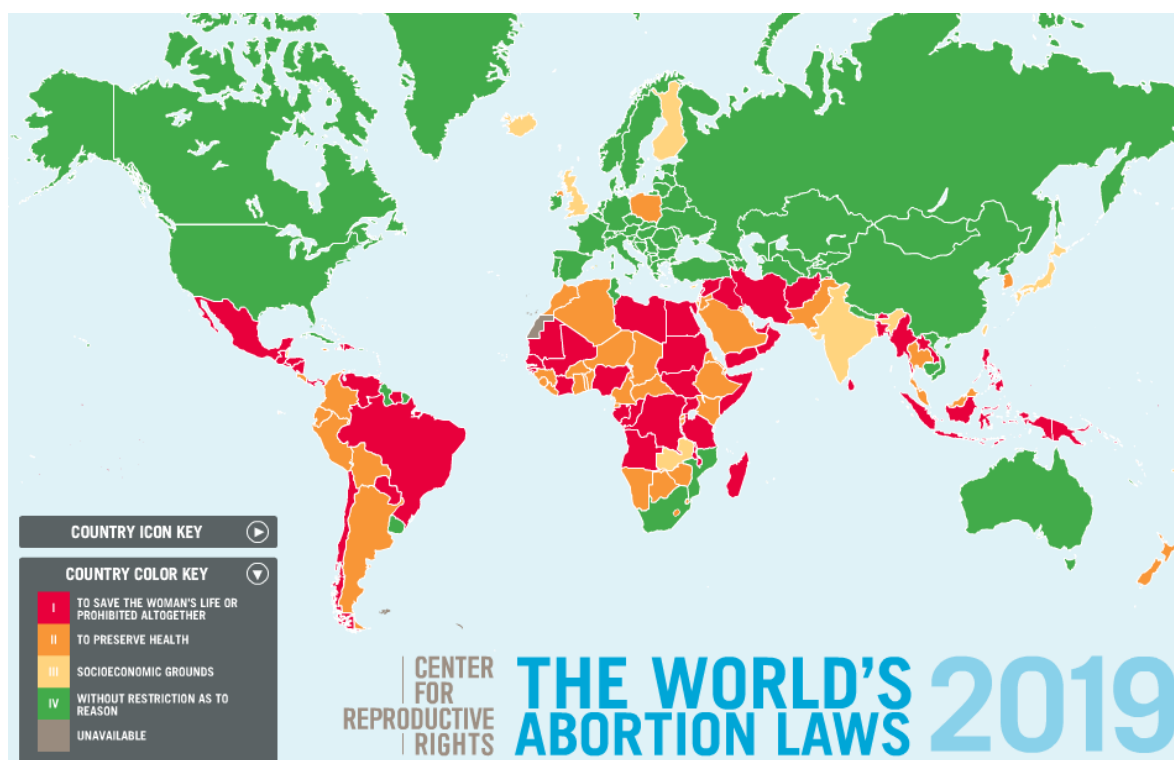 COUNTRY ICON KEY
COUNTRY COLOR KEY
I
TO SAVE THE WOMAN'S LIFE OR
PROHIBITED ALTOGETHER
II
TO PRESERVE HEALTH
III
SOCIOECONOMIC GROUNDS
IV
WITHOUT RESTRICTION AS TO
REASON
UNAVAILABLE
CENTER
FOR
REPRODUCTIVE
RIGHTS
THE WORLD'S
ABORTION LAWS
2019